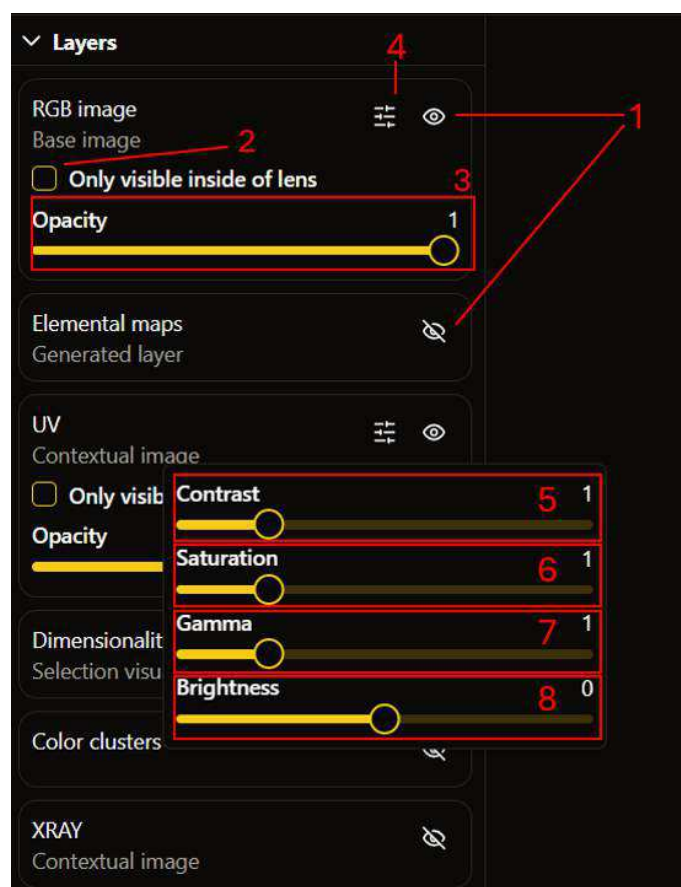 Layers
4
RGB image
1
Base image
2
Only visible inside of lens
3
Opacity 1
Elemental maps
Generated layer
UV
Contextual image
Only visib
Contrast 5 1
Opacity
Saturation 6 1
Gamma 7 1
Dimensionalit
Selection visu
Brightness 8 0
Color clusters
XRAY
Contextual image